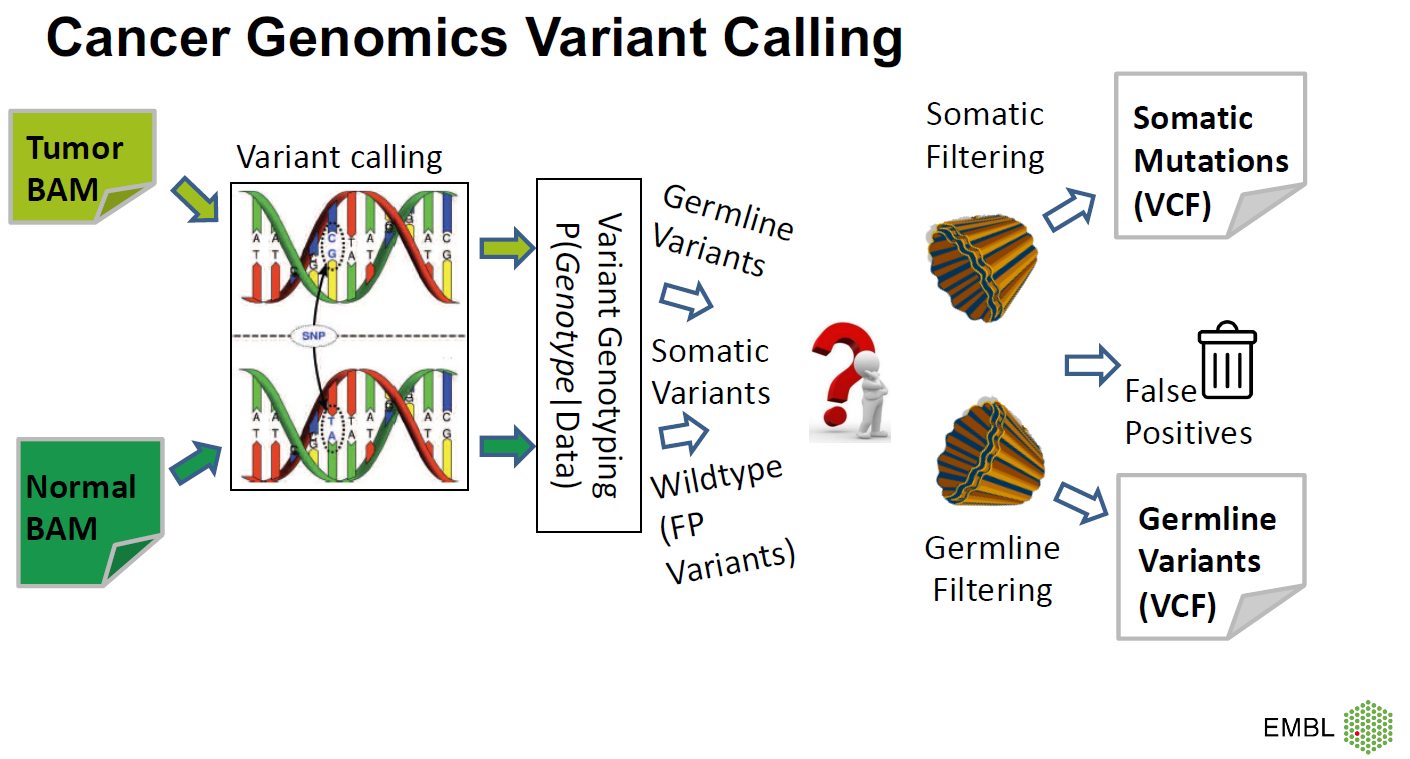 Cancer Genomics Variant Calling
Tumor
BAM
Variant calling
A
A
C
T
A
A
C
T
T
G
G
A
T
T
G
SNP
A
A
T
T
A
A
C
T
T
G
A
A
T
T
G
Normal
BAM
Variant Genotyping
P(Genotype|Data)
Germline
Variants
Somatic
Variants
Wildtype
(FP
Variants)
Somatic
Filtering
Germline
Filtering
Somatic
Mutations
(VCF)
False
Positives
Germline
Variants
(VCF)
EMBL